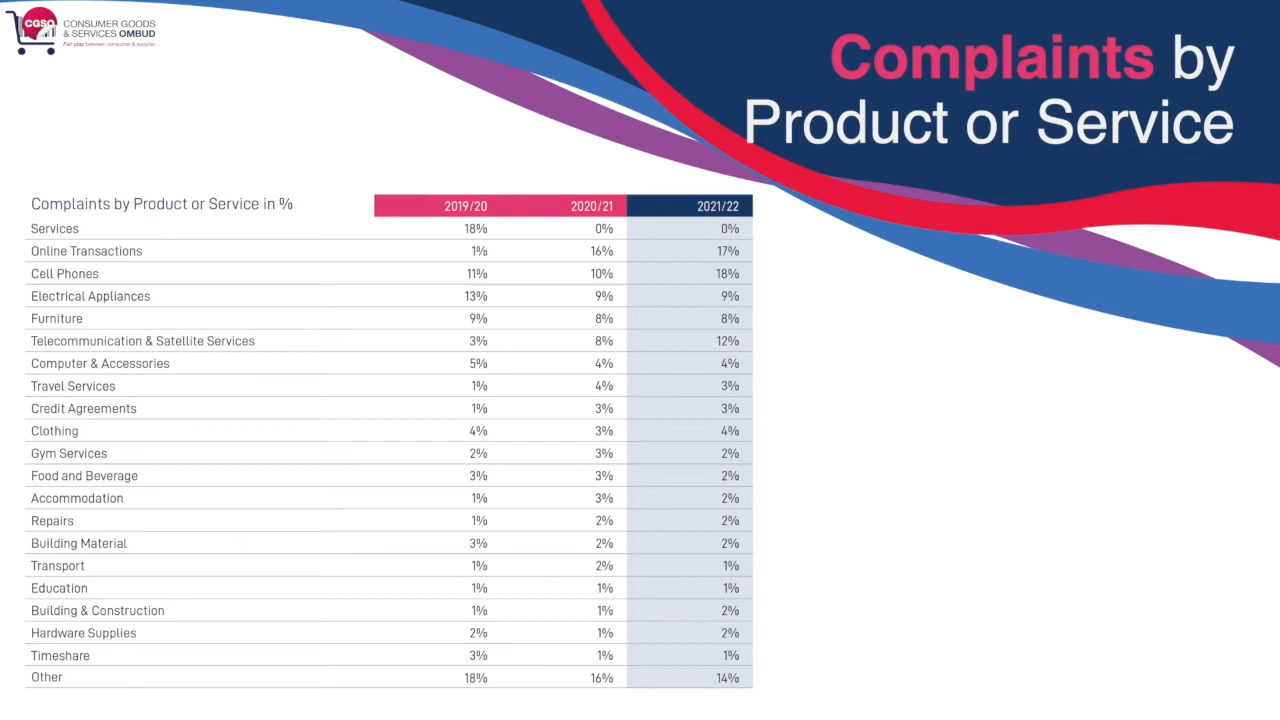 CGSO
CONSUMER GOODS
& SERVICES OMBUD
Fair play between consumer & supplier
Complaints by
Product or Service
Complaints by Product or Service in % 2019/20 2020/21 2021/22
Services 18% 0% 0%
Online Transactions 1% 16% 17%
Cell Phones 11% 10% 18%
Electrical Appliances 13% 9% 9%
Furniture 9% 8% 8%
Telecommunication & Satellite Services 3% 8% 12%
Computer & Accessories 5% 4% 4%
Travel Services 1% 4% 3%
Credit Agreements 1% 3% 3%
Clothing 4% 3% 4%
Gym Services 2% 3% 2%
Food and Beverage 3% 3% 2%
Accommodation 1% 3% 2%
Repairs 1% 2% 2%
Building Material 3% 2% 2%
Transport 1% 2% 1%
Education 1% 1% 1%
Building & Construction 1% 1% 2%
Hardware Supplies 2% 1% 2%
Timeshare 3% 1% 1%
Other 18% 16% 14%